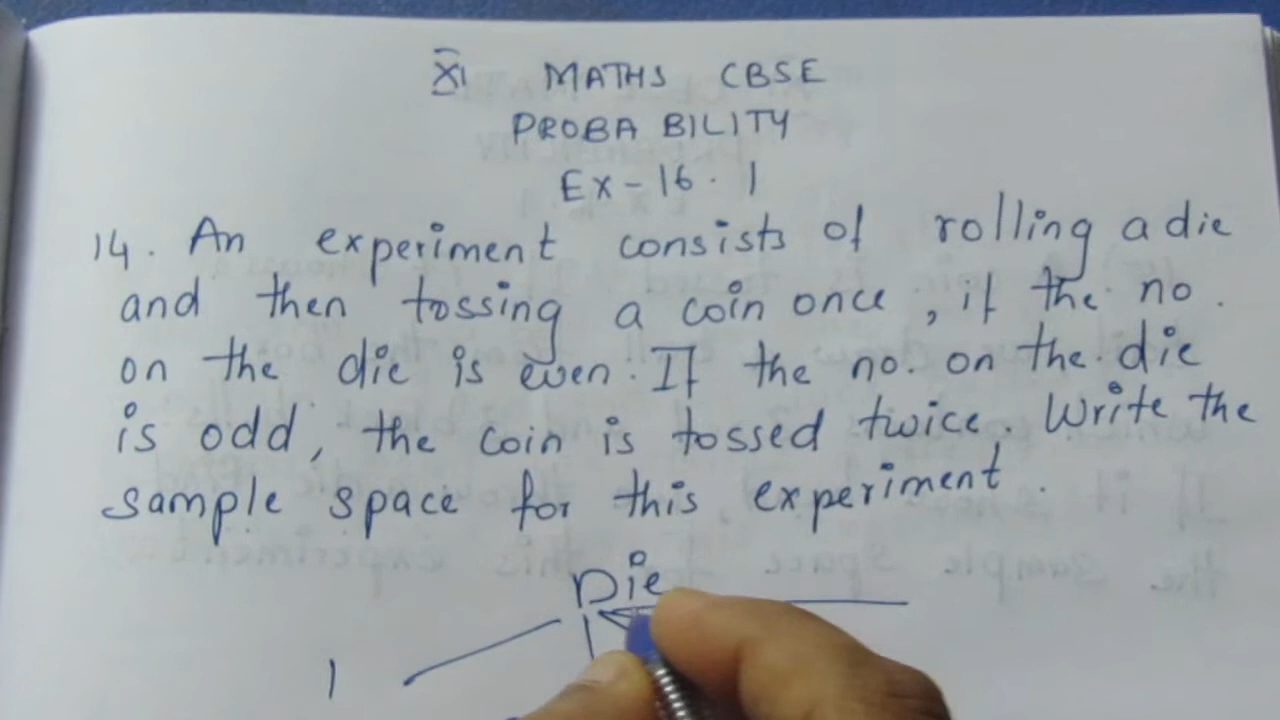 XI MATHS CBSE
PROBABILITY
Ex-16.1
14. An experiment consists of rolling a die
and then tossing a coin once, if the no.
on the die is even. If the no. on the die
is odd, the coin is tossed twice. Write the
sample space for this experiment.
Die
1